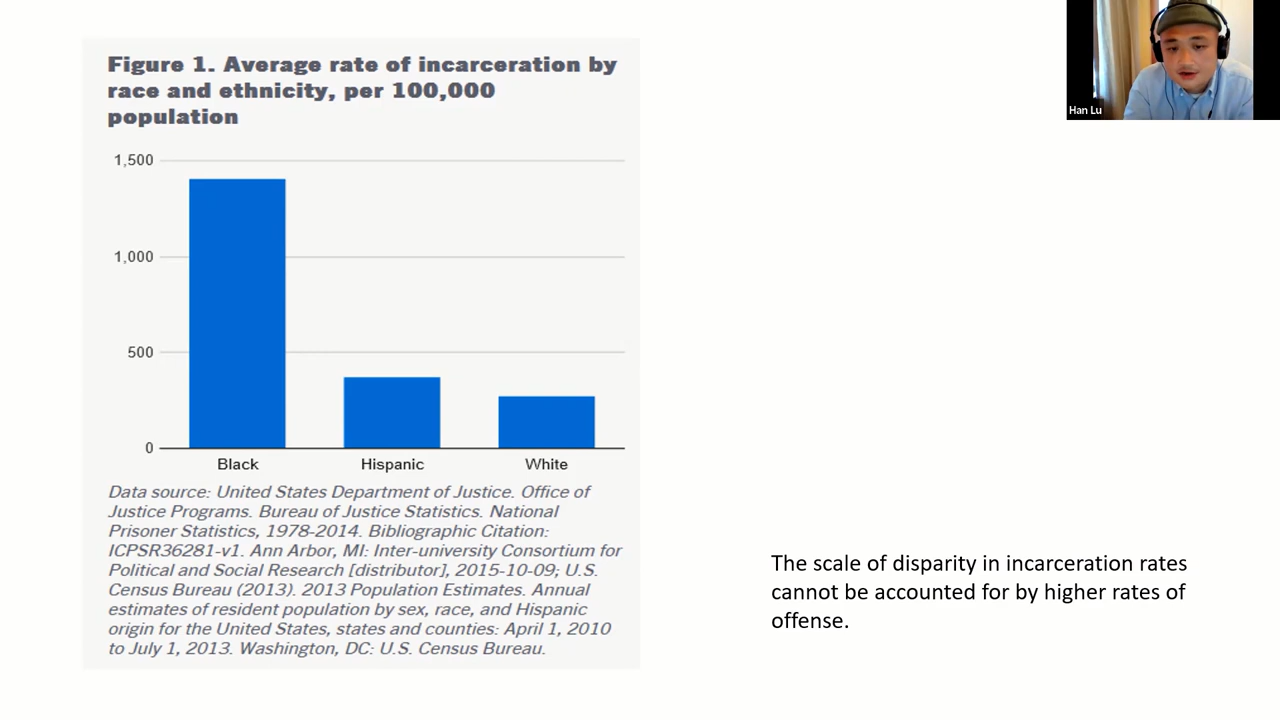 Figure 1. Average rate of incarceration by
race and ethnicity, per 100,000
population
1,500
1,000
500
0
Black
Hispanic
White
Data source: United States Department of Justice. Office of
Justice Programs. Bureau of Justice Statistics. National
Prisoner Statistics, 1978-2014. Bibliographic Citation:
ICPSR36281-v1. Ann Arbor, MI: Inter-university Consortium for
Political and Social Research [distributor], 2015-10-09; U.S.
Census Bureau (2013). 2013 Population Estimates. Annual
estimates of resident population by sex, race, and Hispanic
origin for the United States, states and counties: April 1, 2010
to July 1, 2013. Washington, DC: U.S. Census Bureau.
The scale of disparity in incarceration rates
cannot be accounted for by higher rates of
offense.
Han Lu